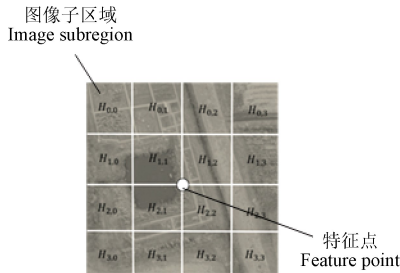 图像子区域
Image subregion
H0,0 H0,1 H0,2 H0,3
H1,0 H1,1 H1,2 H1,3
H2,0 H2,1 H2,2 H2,3
H3,0 H3,1 H3,2 H3,3
特征点
Feature point